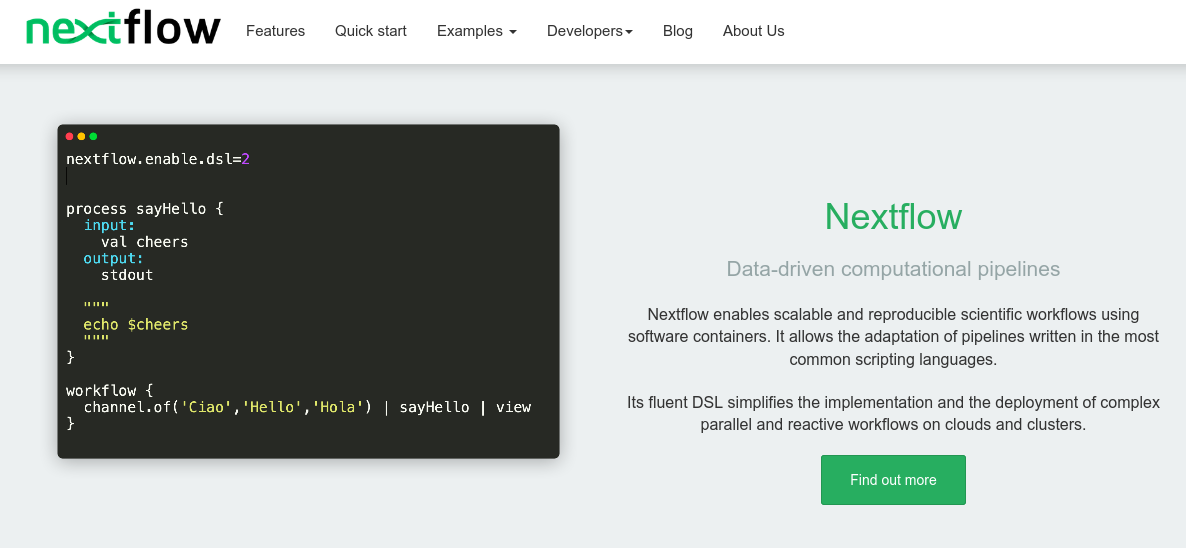 nextflow Features Quick start Examples Developers Blog About Us
nextflow.enable.dsl=2
process sayHello {
  input:
    val cheers
  output:
    stdout
  """
  echo $cheers
  """
}
workflow {
  channel.of('Ciao','Hello','Hola') | sayHello | view
}
Nextflow
Data-driven computational pipelines
Nextflow enables scalable and reproducible scientific workflows using
software containers. It allows the adaptation of pipelines written in the most
common scripting languages.
Its fluent DSL simplifies the implementation and the deployment of complex
parallel and reactive workflows on clouds and clusters.
Find out more